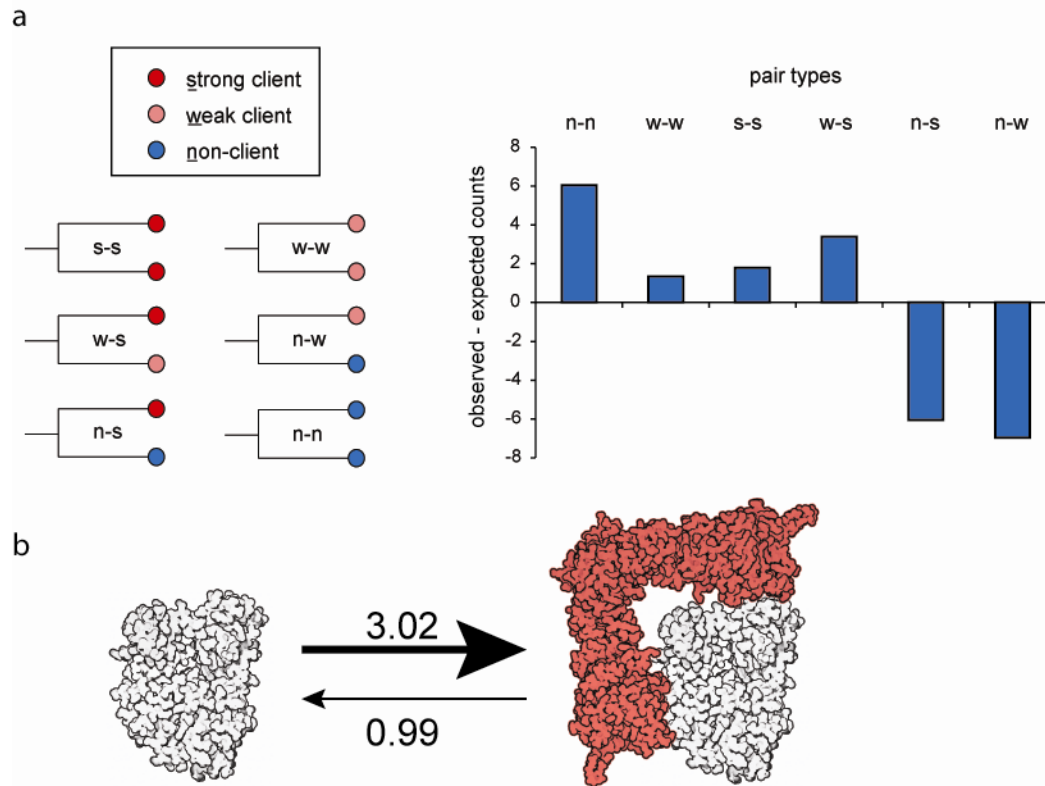 a
strong client
weak client
non-client
s-s
w-w
w-s
n-w
n-s
n-n
pair types
n-n w-w s-s w-s n-s n-w
observed - expected counts
8
6
4
2
0
-2
-4
-6
-8
b
3.02
0.99